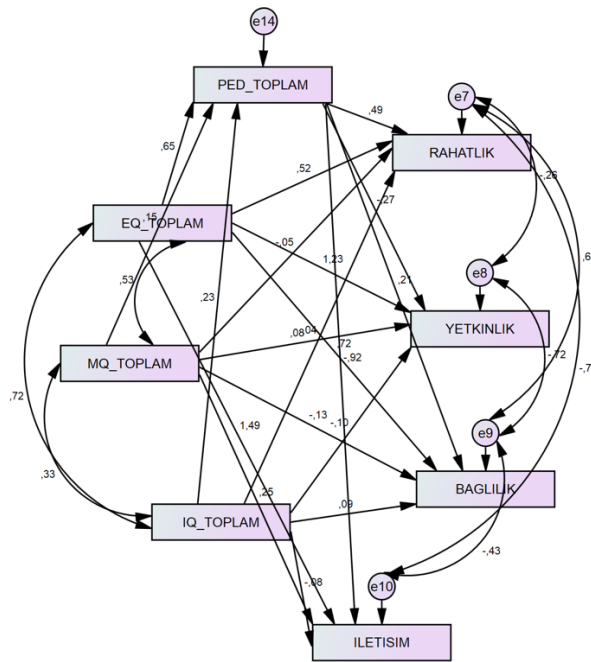 e14
PED_TOPLAM
e7
,49
RAHATLIK
-,26
,65
,52
-,27
,15
EQ_TOPLAM
-,05
1,23
,6
e8
,53
,21
,23
YETKINLIK
,08
,04
,72
-,92
-,72
MQ_TOPLAM
-,7
,72
-,13
-,10
1,49
e9
,33
,25
BAGLILIK
,09
IQ_TOPLAM
-,43
-,08
e10
ILETISIM